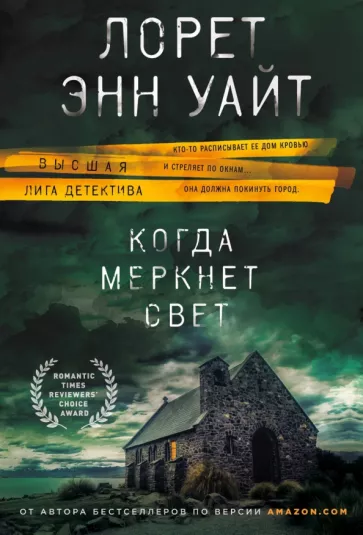 ЛОРЕТ
ЭНН УАЙТ
КТО-ТО РАСПИСЫВАЕТ ЕЕ ДОМ КРОВЬЮ
ВЫСШАЯ
И СТРЕЛЯЕТ ПО ОКНАМ...
ЛИГА ДЕТЕКТИВА
ОНА ДОЛЖНА ПОКИНУТЬ ГОРОД.
КОГДА
МЕРКНЕТ
СВЕТ
ROMANTIC
TIMES
REVIEWERS'
CHOICE
AWARD
ОТ АВТОРА БЕСТСЕЛЛЕРОВ ПО ВЕРСИИ AMAZON.COM